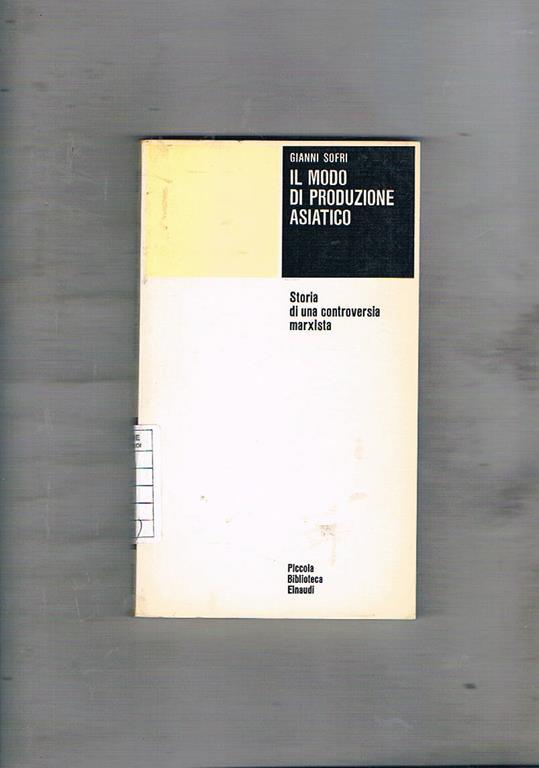 GIANNI SOFRI
IL MODO
DI PRODUZIONE
ASIATICO
Storia
di una controversia
marxista
Piccola
Biblioteca
Einaudi